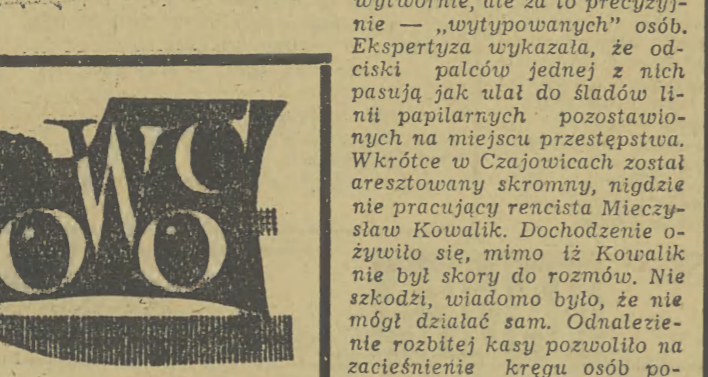 wytwornie, ale za to precyzyj-
nie — „wytypowanych” osób.
Ekspertyza wykazała, że od-
ciski palców jednej z nich
pasują jak ulał do śladów li-
nii papilarnych pozostawio-
nych na miejscu przestępstwa.
Wkrótce w Czajowicach został
aresztowany skromny, nigdzie
nie pracujący rencista Mieczy-
sław Kowalik. Dochodzenie o-
żywiło się, mimo iż Kowalik
nie był skory do rozmów. Nie
szkodzi, wiadomo było, że nie
mógł działać sam. Odnalezie-
nie rozbitej kasy pozwoliło na
zacieśnienie kręgu osób po-